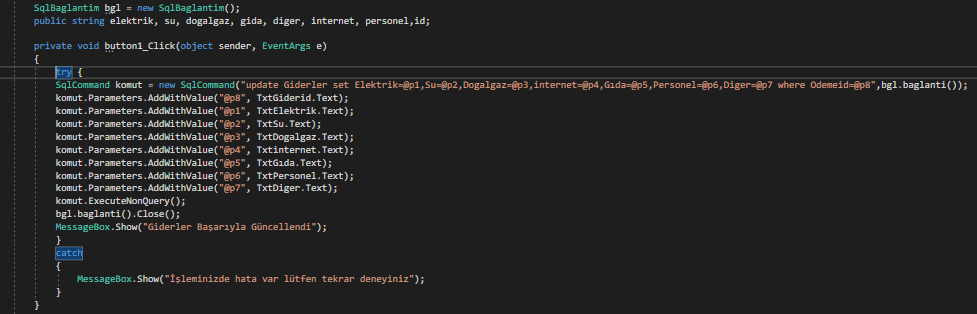 SqlBaglantim bgl = new SqlBaglantim();
public string elektrik, su, dogalgaz, gida, diger, internet, personel,id;
private void button1_Click(object sender, EventArgs e)
{
try {
SqlCommand komut = new SqlCommand("update Giderler set Elektrik=@p1,Su=@p2,Dogalgaz=@p3,internet=@p4,Gıda=@p5,Personel=@p6,Diger=@p7 where Odemeid=@p8",bgl.baglanti());
komut.Parameters.AddWithValue("@p8", TxtGiderid.Text);
komut.Parameters.AddWithValue("@p1", TxtElektrik.Text);
komut.Parameters.AddWithValue("@p2", TxtSu.Text);
komut.Parameters.AddWithValue("@p3", TxtDogalgaz.Text);
komut.Parameters.AddWithValue("@p4", Txtinternet.Text);
komut.Parameters.AddWithValue("@p5", TxtGıda.Text);
komut.Parameters.AddWithValue("@p6", TxtPersonel.Text);
komut.Parameters.AddWithValue("@p7", TxtDiger.Text);
komut.ExecuteNonQuery();
bgl.baglanti().Close();
MessageBox.Show("Giderler Başarıyla Güncellendi");
}
catch
{
MessageBox.Show("İşleminizde hata var lütfen tekrar deneyiniz");
}
}